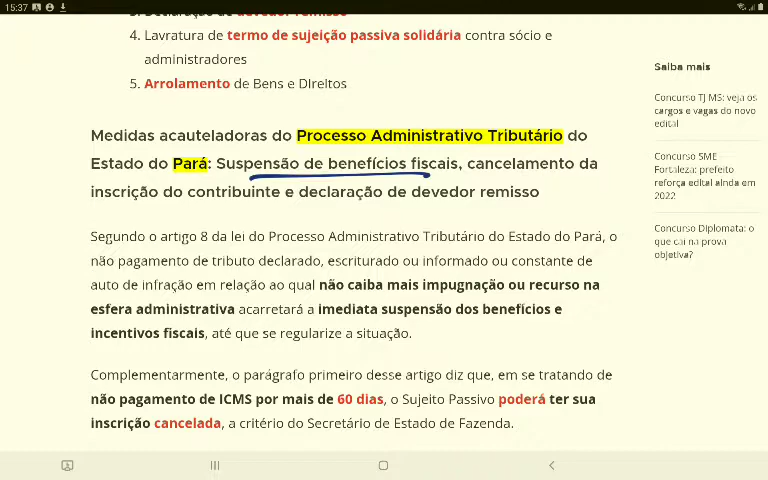 15:37
3. Declaração de devedor remisso
4. Lavratura de termo de sujeição passiva solidária contra sócio e
administradores
5. Arrolamento de Bens e Direitos
Medidas acauteladoras do Processo Administrativo Tributário do
Estado do Pará: Suspensão de benefícios fiscais, cancelamento da
inscrição do contribuinte e declaração de devedor remisso
Segundo o artigo 8 da lei do Processo Administrativo Tributário do Estado do Pará, o
não pagamento de tributo declarado, escriturado ou informado ou constante de
auto de infração em relação ao qual não caiba mais impugnação ou recurso na
esfera administrativa acarretará a imediata suspensão dos benefícios e
incentivos fiscais, até que se regularize a situação.
Complementarmente, o parágrafo primeiro desse artigo diz que, em se tratando de
não pagamento de ICMS por mais de 60 dias, o Sujeito Passivo poderá ter sua
inscrição cancelada, a critério do Secretário de Estado de Fazenda.
Saiba mais
Concurso TJ MS: veja os
cargos e vagas do novo
edital
Concurso SME
Fortaleza: prefeito
reforça edital ainda em
2022
Concurso Diplomata: o
que cai na prova
objetiva?